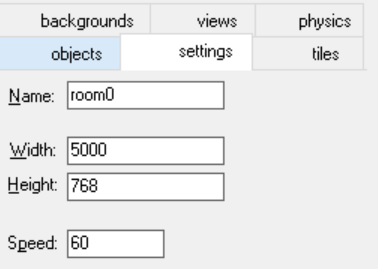 backgrounds views physics
objects settings tiles
Name: room0
Width: 5000
Height: 768
Speed: 60